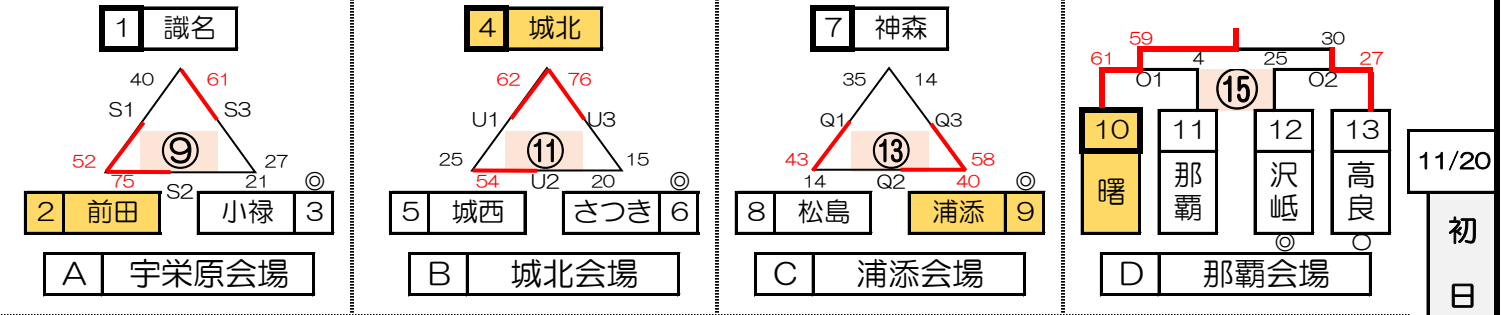 1 識名
40 61
S1 S3
⑨
52 27
75 S2 21 ◎
2 前田 小禄 3
A 宇栄原会場
4 城北
62 76
U1 U3
⑪
25 15
54 U2 20 ◎
5 城西 さつき 6
B 城北会場
7 神森
35 14
Q1 Q3
⑬
43 58
14 Q2 40 ◎
8 松島 浦添 9
C 浦添会場
59 30
61 4 25 27
O1 O2
⑮
10 11 12 13
曙 那覇 沢岻 高良
◎ ○
D 那覇会場
11/20
初日